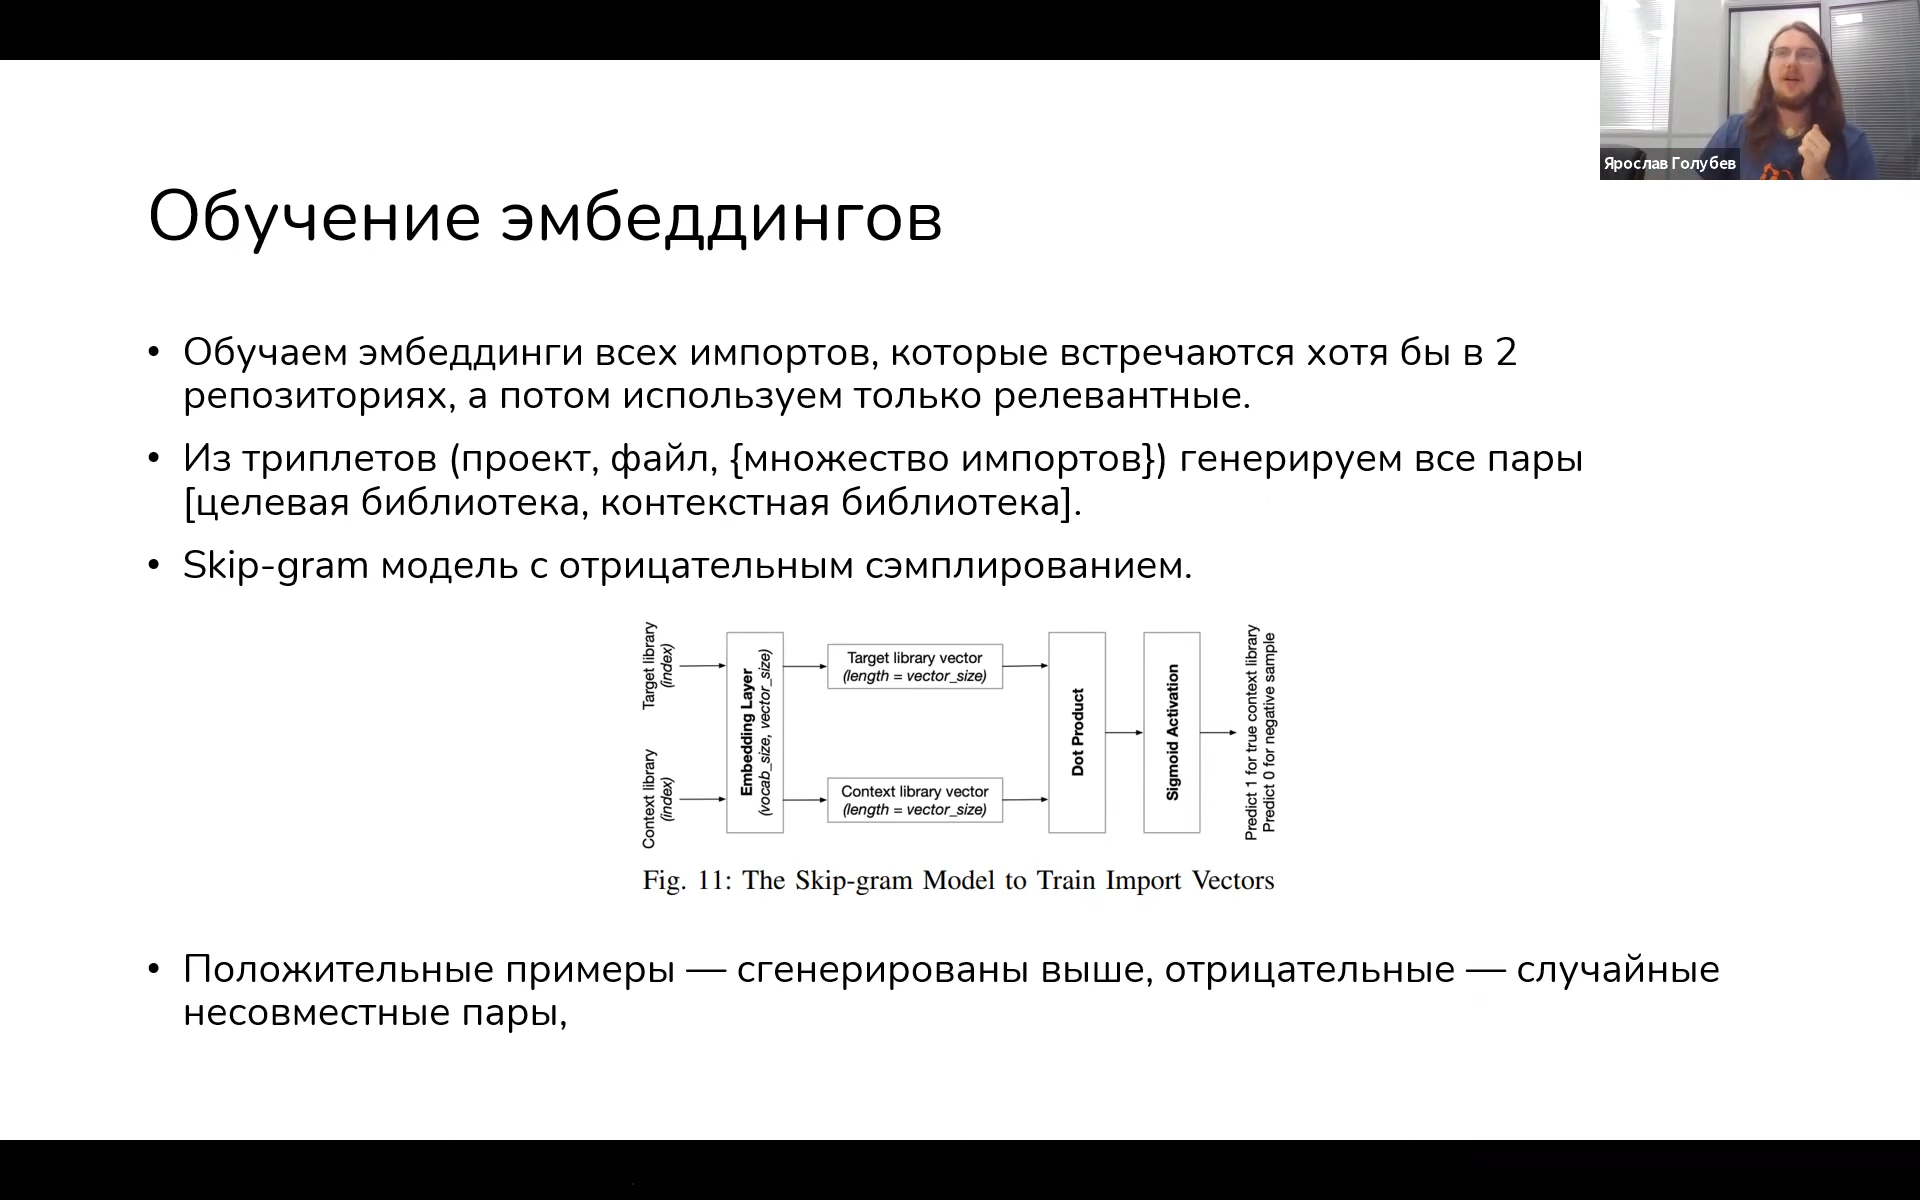 Ярослав Голубев
Обучение эмбеддингов
• Обучаем эмбеддинги всех импортов, которые встречаются хотя бы в 2
репозиториях, а потом используем только релевантные.
• Из триплетов (проект, файл, {множество импортов}) генерируем все пары
[целевая библиотека, контекстная библиотека].
• Skip-gram модель с отрицательным сэмплированием.
Target library
(index)
Context library
(index)
Embedding Layer
(vocab_size, vector_size)
Target library vector
(length = vector_size)
Context library vector
(length = vector_size)
Dot Product
Sigmoid Activation
Predict 1 for true context library
Predict 0 for negative sample
Fig. 11: The Skip-gram Model to Train Import Vectors
• Положительные примеры — сгенерированы выше, отрицательные — случайные
несовместные пары,